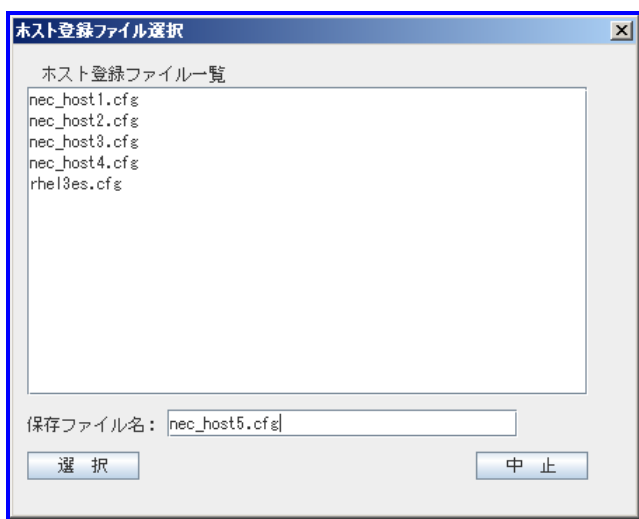 ホスト登録ファイル選択
ホスト登録ファイル一覧
nec_host1.cfg
nec_host2.cfg
nec_host3.cfg
nec_host4.cfg
rhel3es.cfg
保存ファイル名: nec_host5.cfg
選 択 中 止